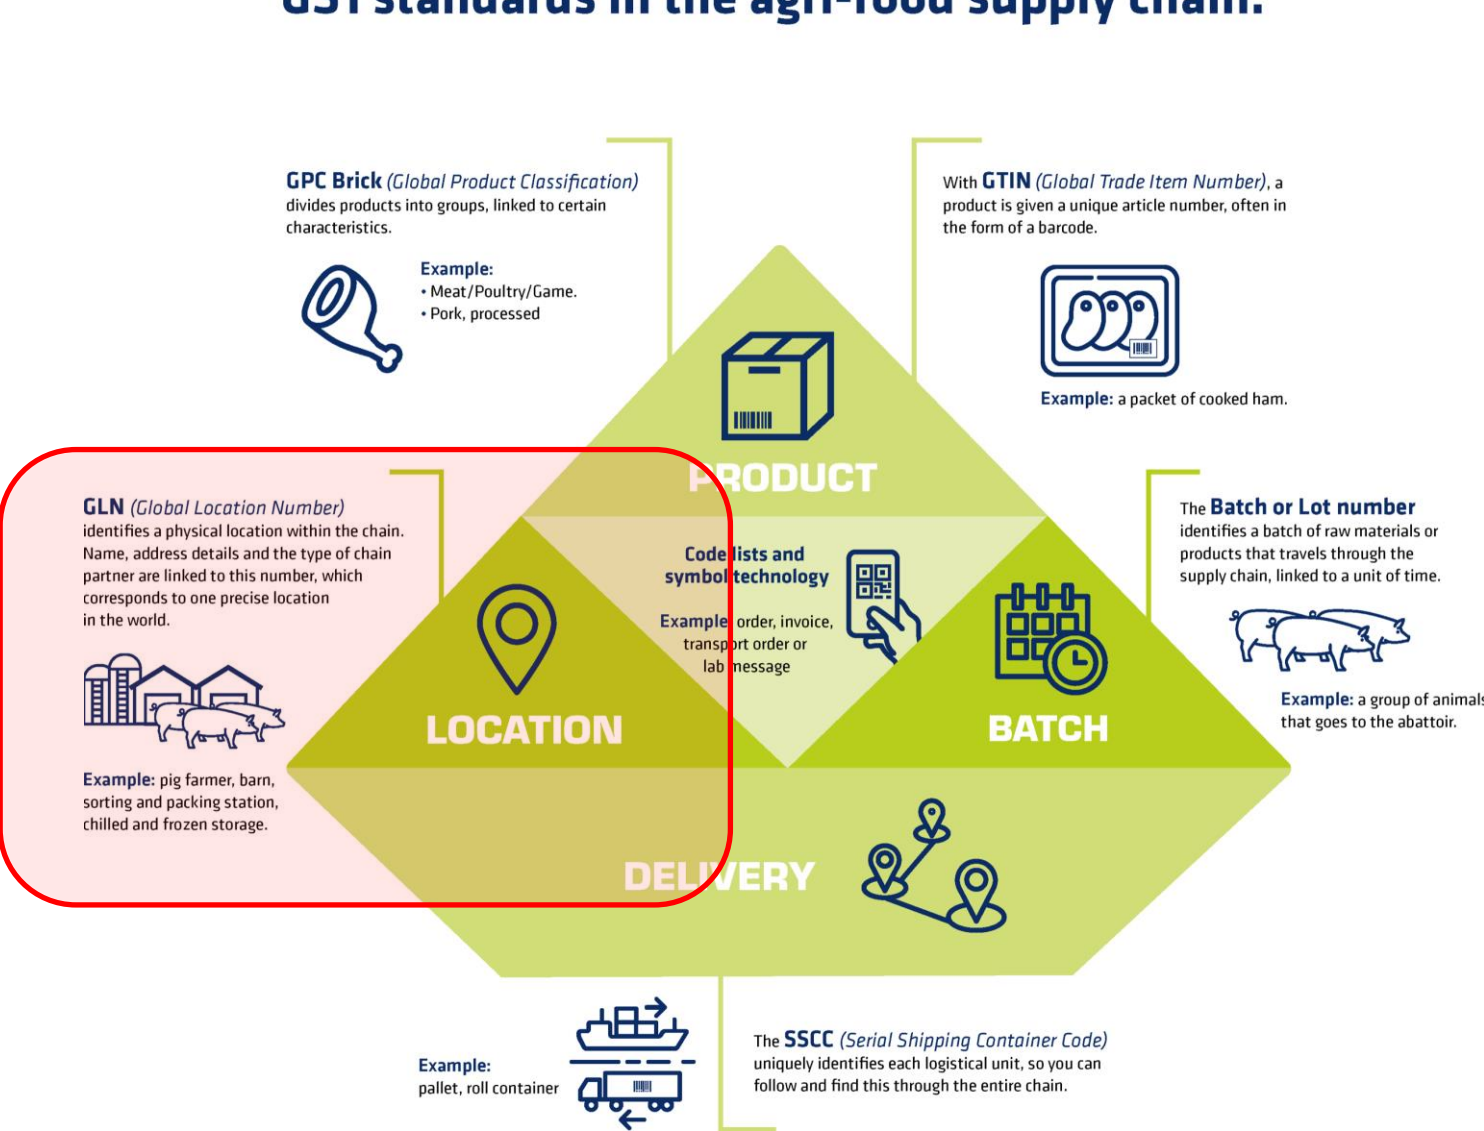 GS1 standards in the agri-food supply chain.
GPC Brick (Global Product Classification)
divides products into groups, linked to certain
characteristics.
Example:
• Meat/Poultry/Game.
• Pork, processed
With GTIN (Global Trade Item Number), a
product is given a unique article number, often in
the form of a barcode.
Example: a packet of cooked ham.
PRODUCT
GLN (Global Location Number)
identifies a physical location within the chain.
Name, address details and the type of chain
partner are linked to this number, which
corresponds to one precise location
in the world.
Example: pig farmer, barn,
sorting and packing station,
chilled and frozen storage.
LOCATION
Code lists and
symbol technology
Example: order, invoice,
transport order or
lab message
BATCH
The Batch or Lot number
identifies a batch of raw materials or
products that travels through the
supply chain, linked to a unit of time.
Example: a group of animals
that goes to the abattoir.
DELIVERY
Example:
pallet, roll container
The SSCC (Serial Shipping Container Code)
uniquely identifies each logistical unit, so you can
follow and find this through the entire chain.